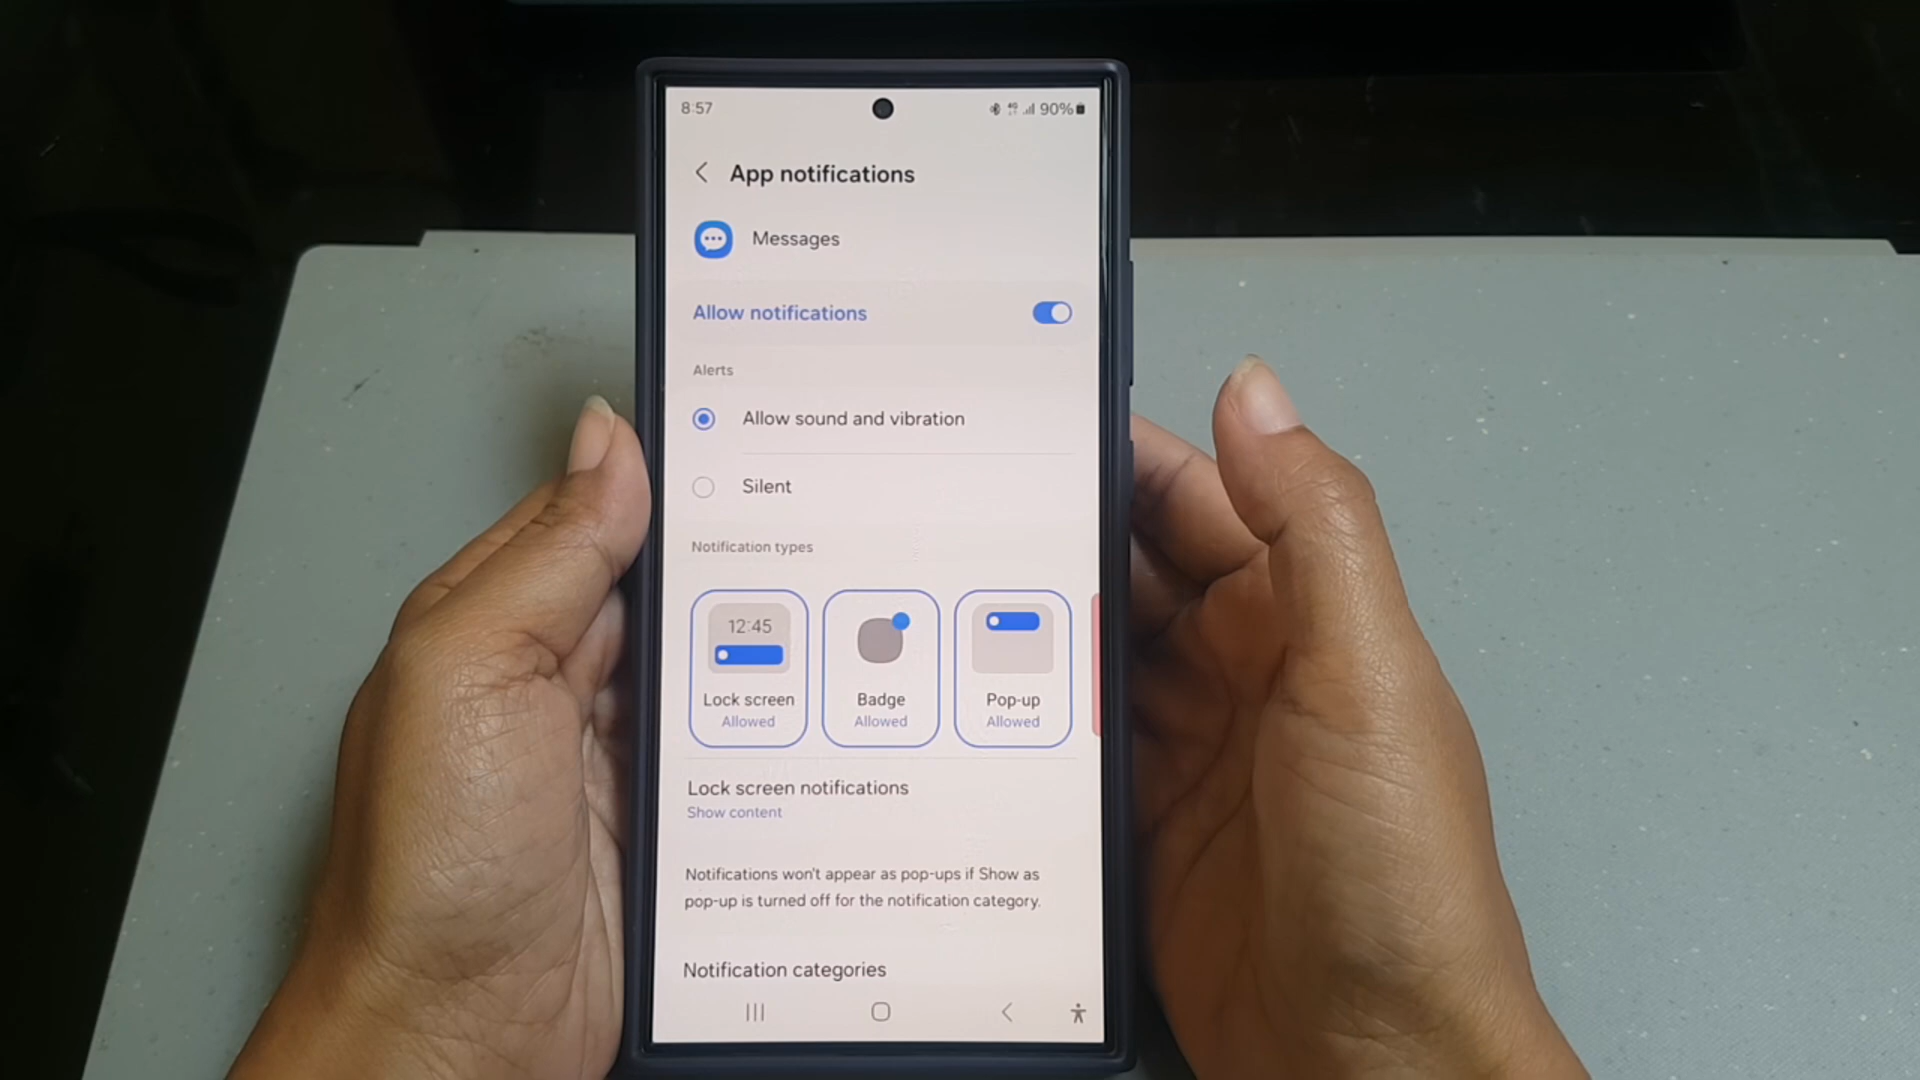 8:57
4G 90%
App notifications
Messages
Allow notifications
Alerts
Allow sound and vibration
Silent
Notification types
12:45
Lock screen Badge Pop-up
Allowed Allowed Allowed
Lock screen notifications
Show content
Notifications won't appear as pop-ups if Show as
pop-up is turned off for the notification category.
Notification categories